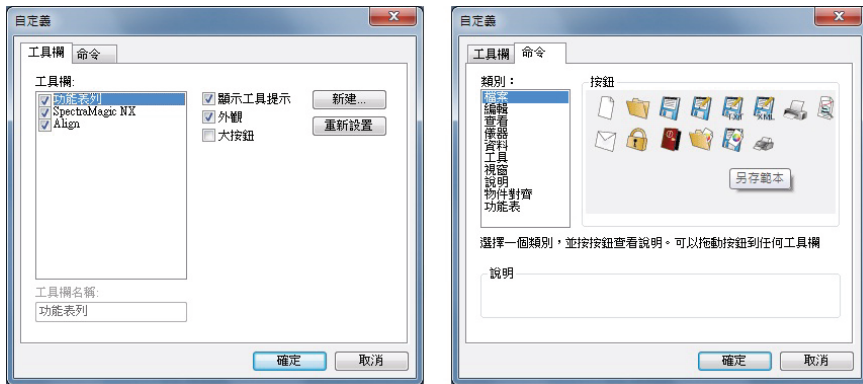 自定義
工具欄 命令
工具欄:
功能表列
SpectraMagic NX
Align
顯示工具提示
外觀
大按鈕
新建...
重新設置
工具欄名稱:
功能表列
確定 取消
自定義
工具欄 命令
類別：
檔案
編輯
查看
儀器
資料
工具
視窗
說明
物件對齊
功能表
按鈕
另存範本
選擇一個類別，並按按鈕查看說明。可以拖動按鈕到任何工具欄
說明
確定 取消